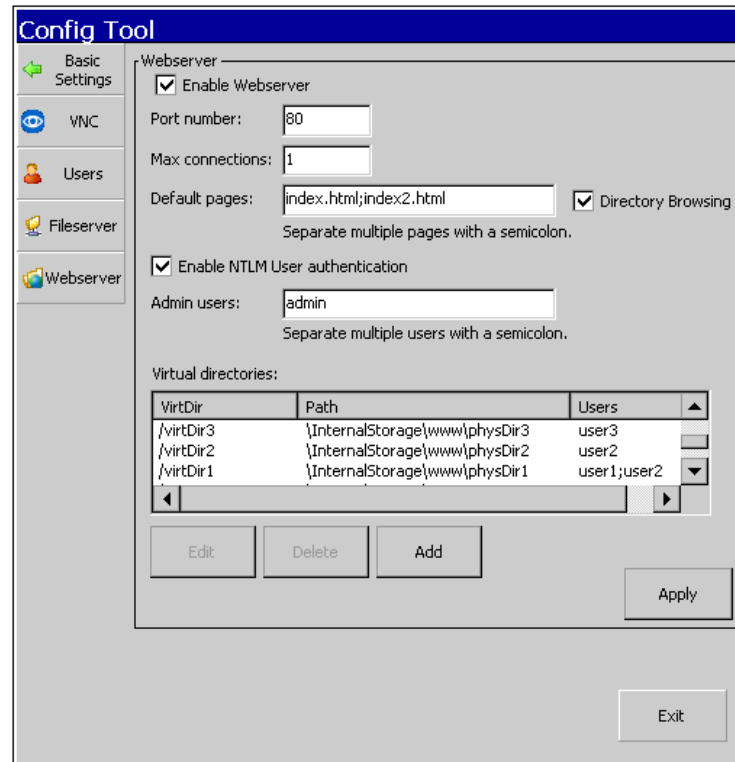 Config Tool
Basic
Settings
VNC
Users
Fileserver
Webserver
Webserver
Enable Webserver
Port number: 80
Max connections: 1
Default pages: index.html;index2.html Directory Browsing
Separate multiple pages with a semicolon.
Enable NTLM User authentication
Admin users: admin
Separate multiple users with a semicolon.
Virtual directories:
VirtDir Path Users
/virtDir3 \InternalStorage\www\physDir3 user3
/virtDir2 \InternalStorage\www\physDir2 user2
/virtDir1 \InternalStorage\www\physDir1 user1;user2
Edit Delete Add
Apply
Exit